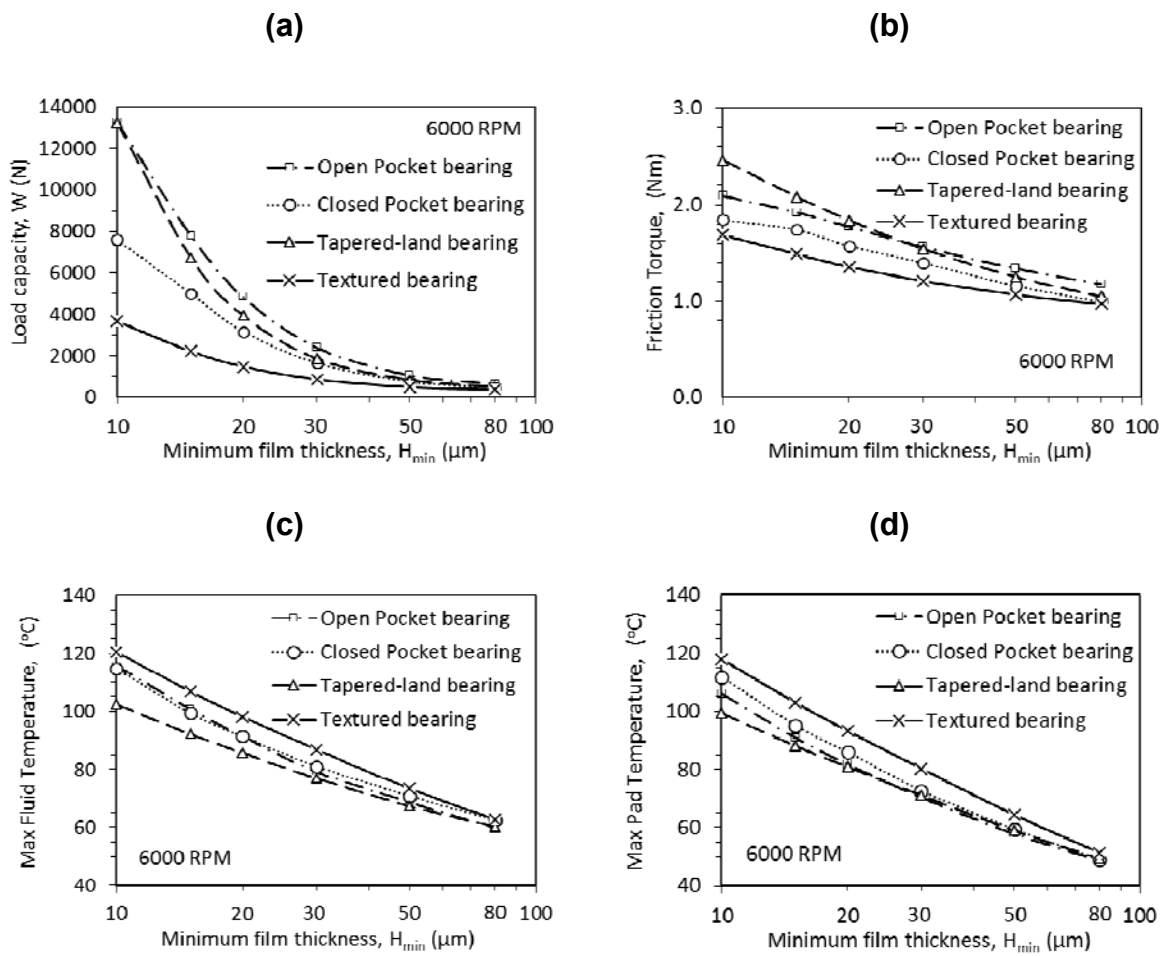 (a)
Load capacity, W (N)
14000
12000
10000
8000
6000
4000
2000
0
6000 RPM
Open Pocket bearing
Closed Pocket bearing
Tapered-land bearing
Textured bearing
10 20 30 50 80 100
Minimum film thickness, Hmin (μm)
(b)
Friction Torque, (Nm)
3.0
2.0
1.0
0.0
Open Pocket bearing
Closed Pocket bearing
Tapered-land bearing
Textured bearing
6000 RPM
10 20 30 50 80 100
Minimum film thickness, Hmin (μm)
(c)
Max Fluid Temperature, (°C)
140
120
100
80
60
40
Open Pocket bearing
Closed Pocket bearing
Tapered-land bearing
Textured bearing
6000 RPM
10 20 30 50 80 100
Minimum film thickness, Hmin (μm)
(d)
Max Pad Temperature, (°C)
140
120
100
80
60
40
Open Pocket bearing
Closed Pocket bearing
Tapered-land bearing
Textured bearing
6000 RPM
10 20 30 50 80 100
Minimum film thickness, Hmin (μm)